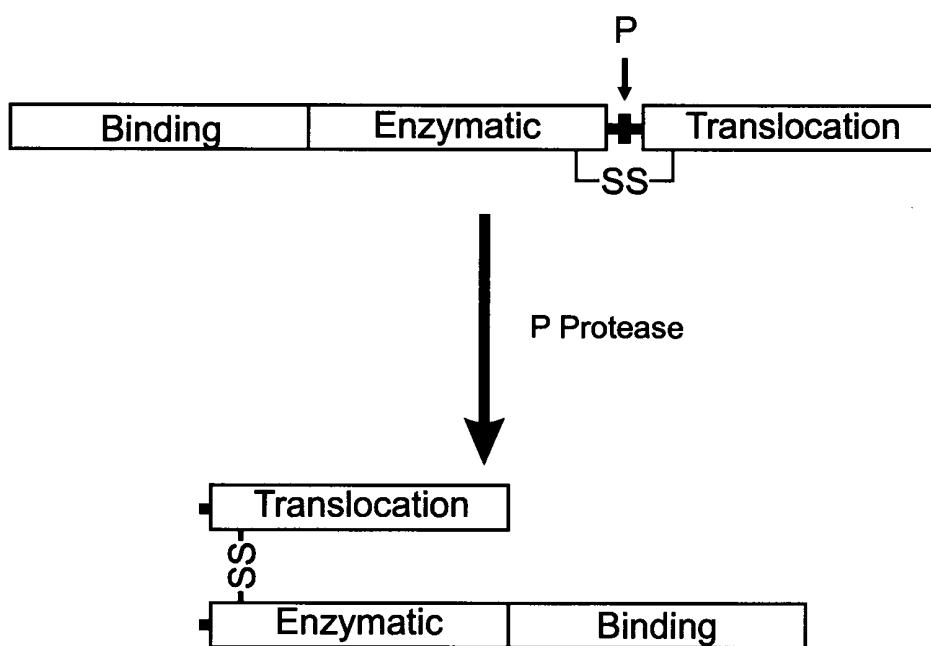 P
Binding Enzymatic Translocation
SS
P Protease
Translocation
SS
Enzymatic Binding